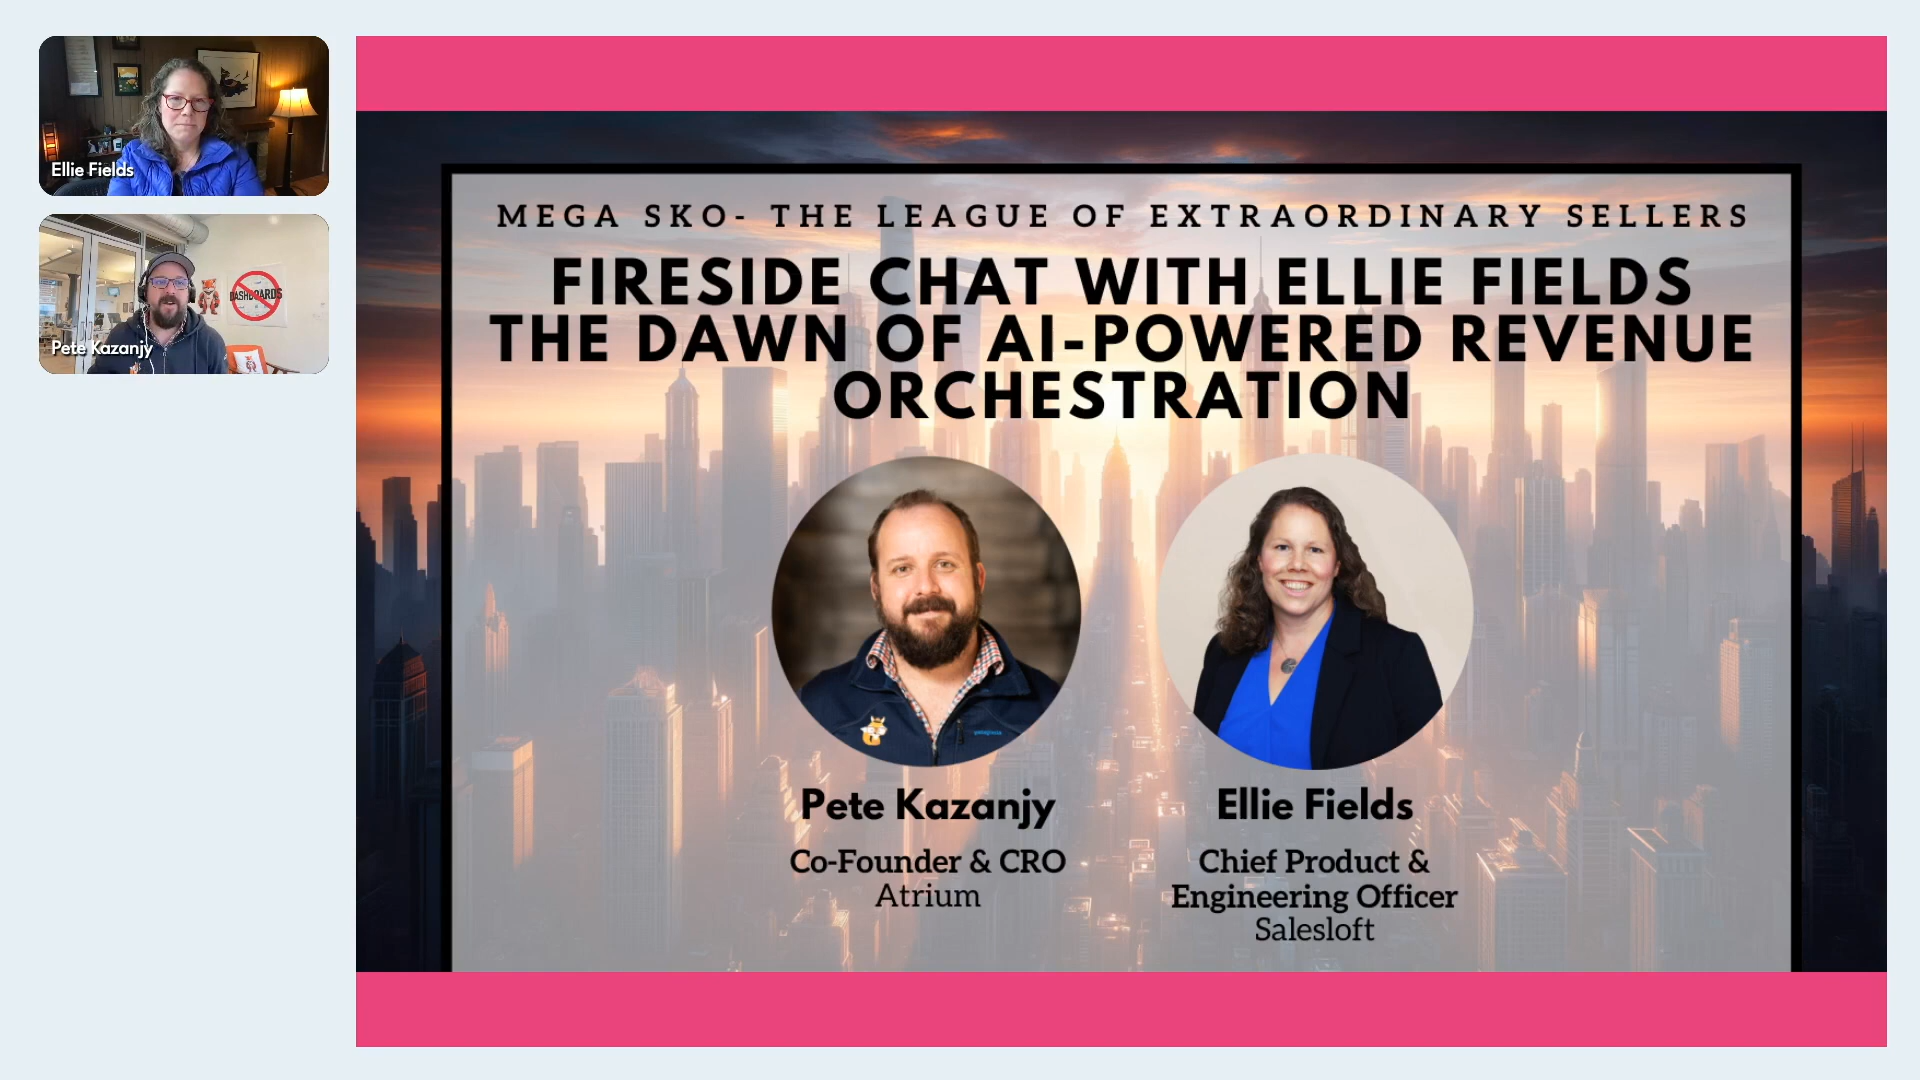 Ellie Fields
DASHBOARDS
Pete Kazanjy
MEGA SKO- THE LEAGUE OF EXTRAORDINARY SELLERS
FIRESIDE CHAT WITH ELLIE FIELDS
THE DAWN OF AI-POWERED REVENUE
ORCHESTRATION
patagonia
Pete Kazanjy
Co-Founder & CRO
Atrium
Ellie Fields
Chief Product &
Engineering Officer
Salesloft